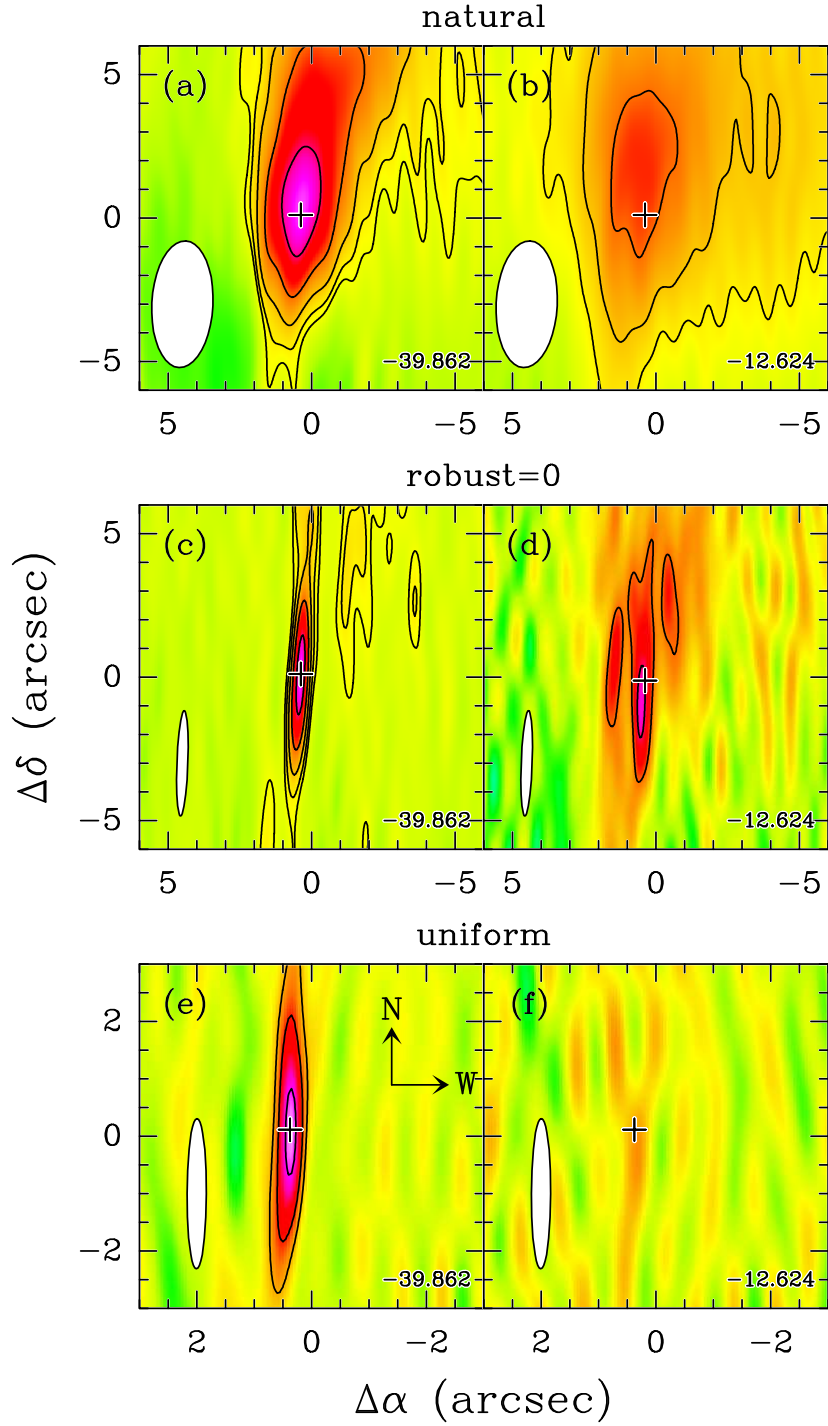 natural
(a) (b)
5
0
−5
−39.862 −12.624
5 0 −5 5 0 −5
robust=0
(c) (d)
5
0
−5
−39.862 −12.624
5 0 −5 5 0 −5
uniform
(e) N (f)
2
W
0
−2
−39.862 −12.624
2 0 −2 2 0 −2
Δδ (arcsec)
Δα (arcsec)